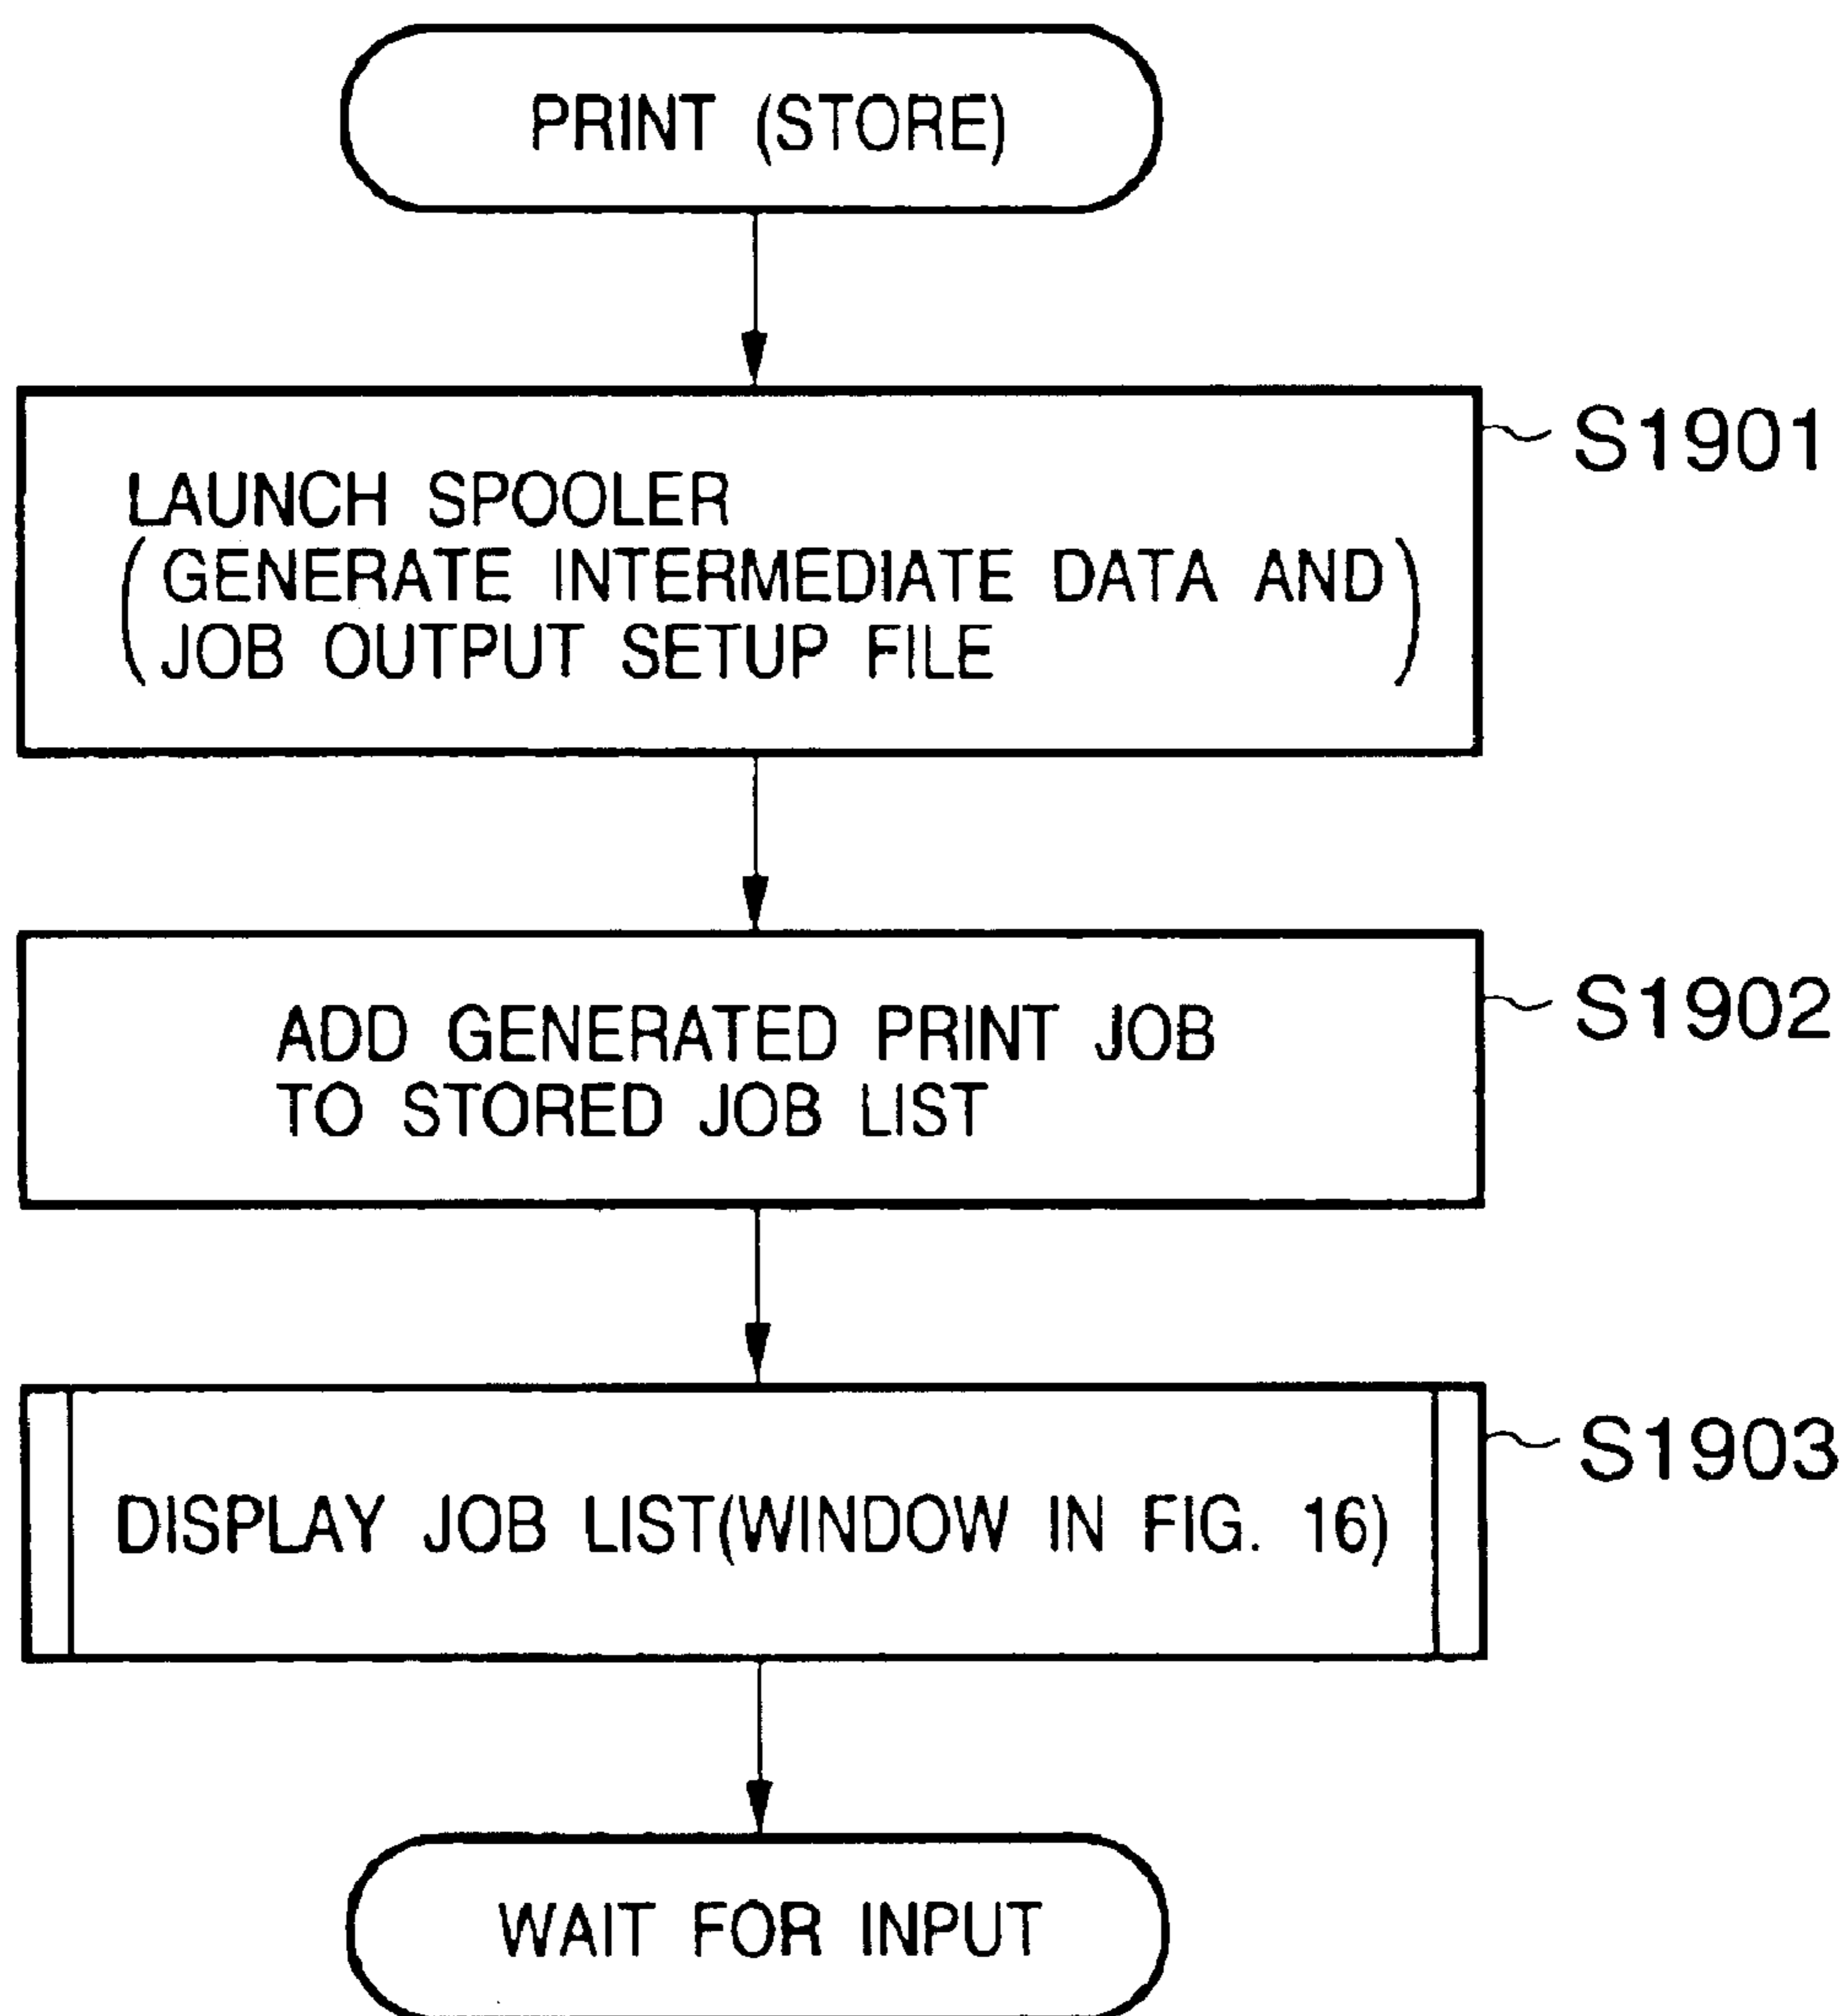 PRINT (STORE)
S1901
LAUNCH SPOOLER
(GENERATE INTERMEDIATE DATA AND
JOB OUTPUT SETUP FILE)
S1902
ADD GENERATED PRINT JOB
TO STORED JOB LIST
S1903
DISPLAY JOB LIST(WINDOW IN FIG. 16)
WAIT FOR INPUT